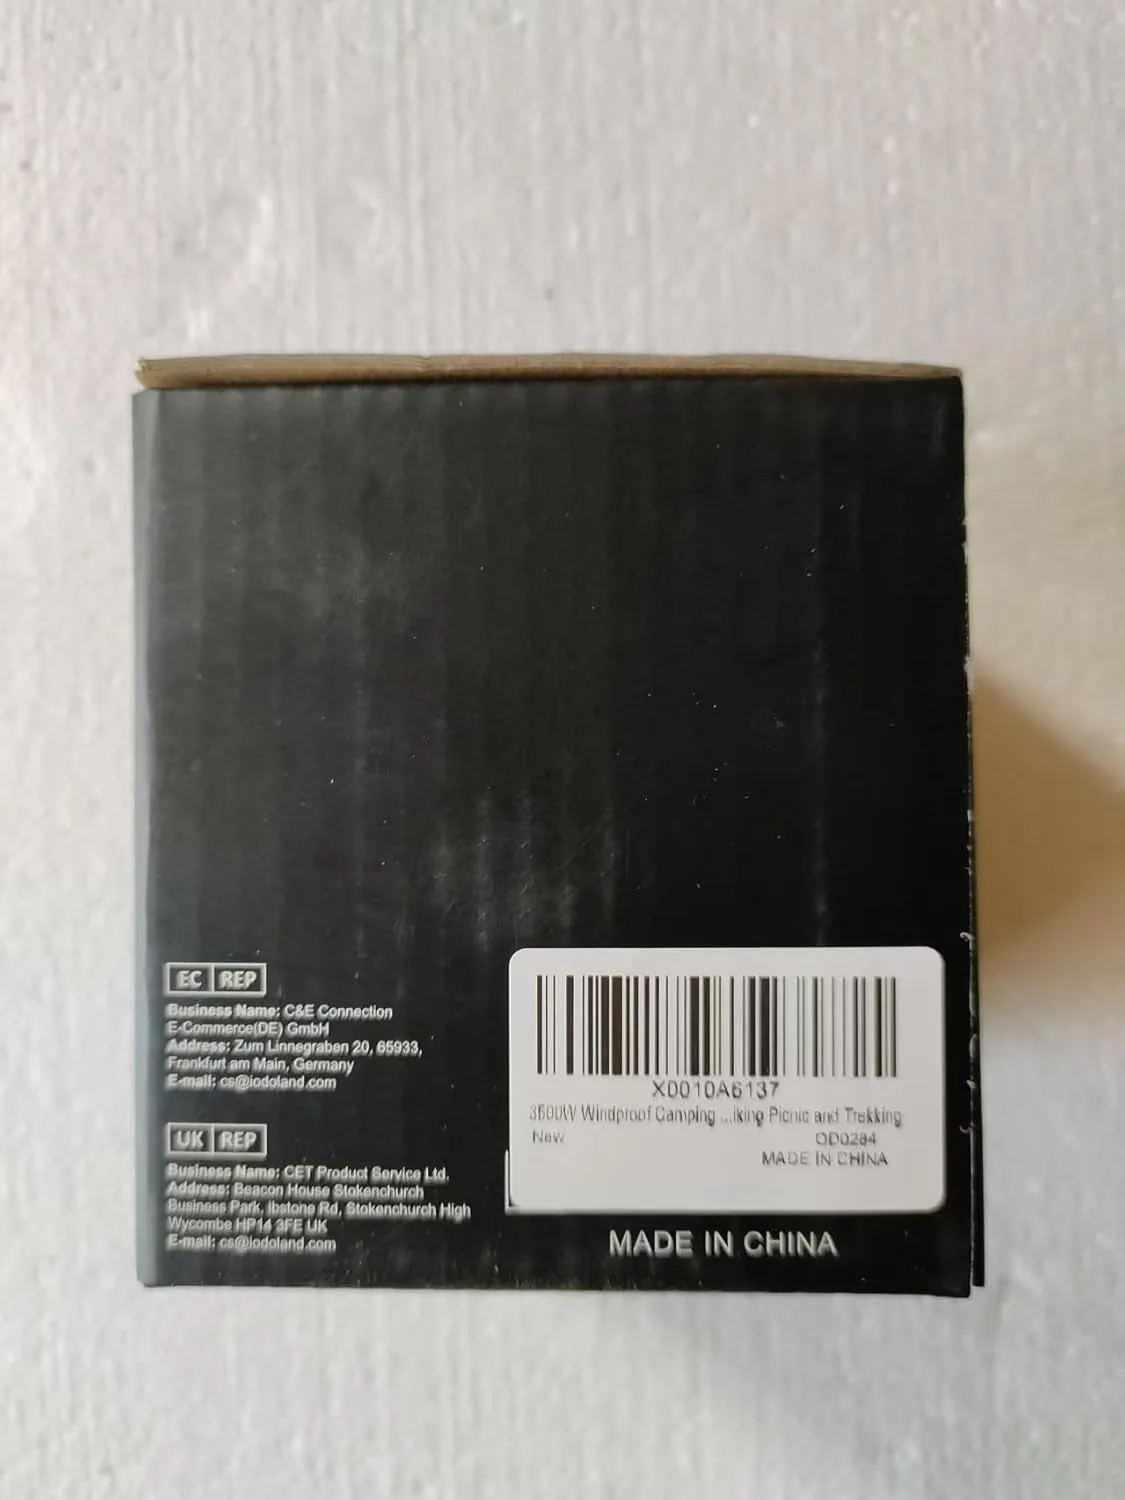 EC REP
Business Name: C&E Connection
E-Commerce(DE) GmbH
Address: Zum Linnegraben 20, 65933,
Frankfurt am Main, Germany
E-mail: cs@iodoland.com
UK REP
Business Name: CET Product Service Ltd.
Address: Beacon House Stokenchurch
Business Park, Ibstone Rd, Stokenchurch High
Wycombe HP14 3FE UK
E-mail: cs@iodoland.com
X0010A6137
3500W Windproof Camping ...iking Picnic and Trekking
New OD0284
MADE IN CHINA
MADE IN CHINA